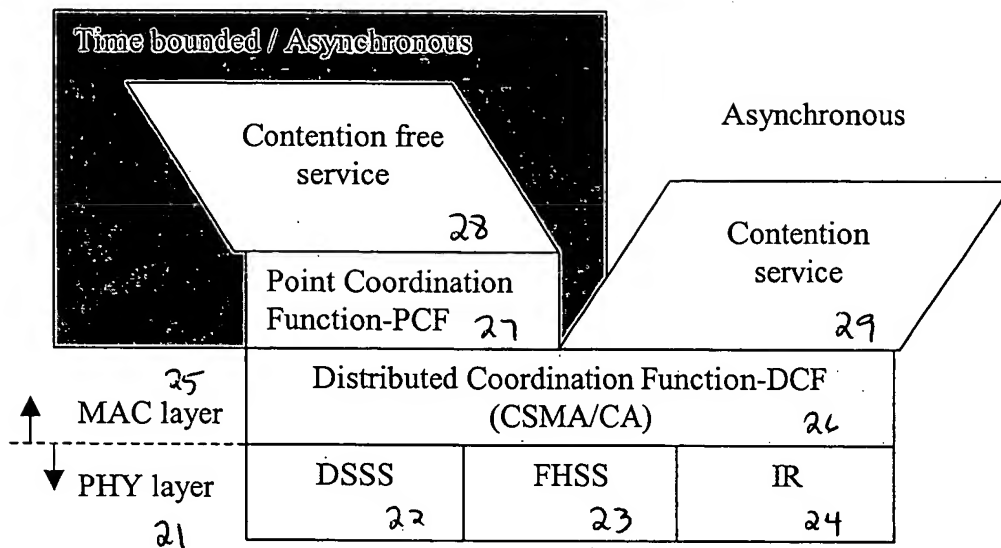 Time bounded / Asynchronous
Contention free
service
28
Asynchronous
Contention
service
29
Point Coordination
Function-PCF 27
25
MAC layer
Distributed Coordination Function-DCF
(CSMA/CA) 26
PHY layer
21
DSSS
22
FHSS
23
IR
24